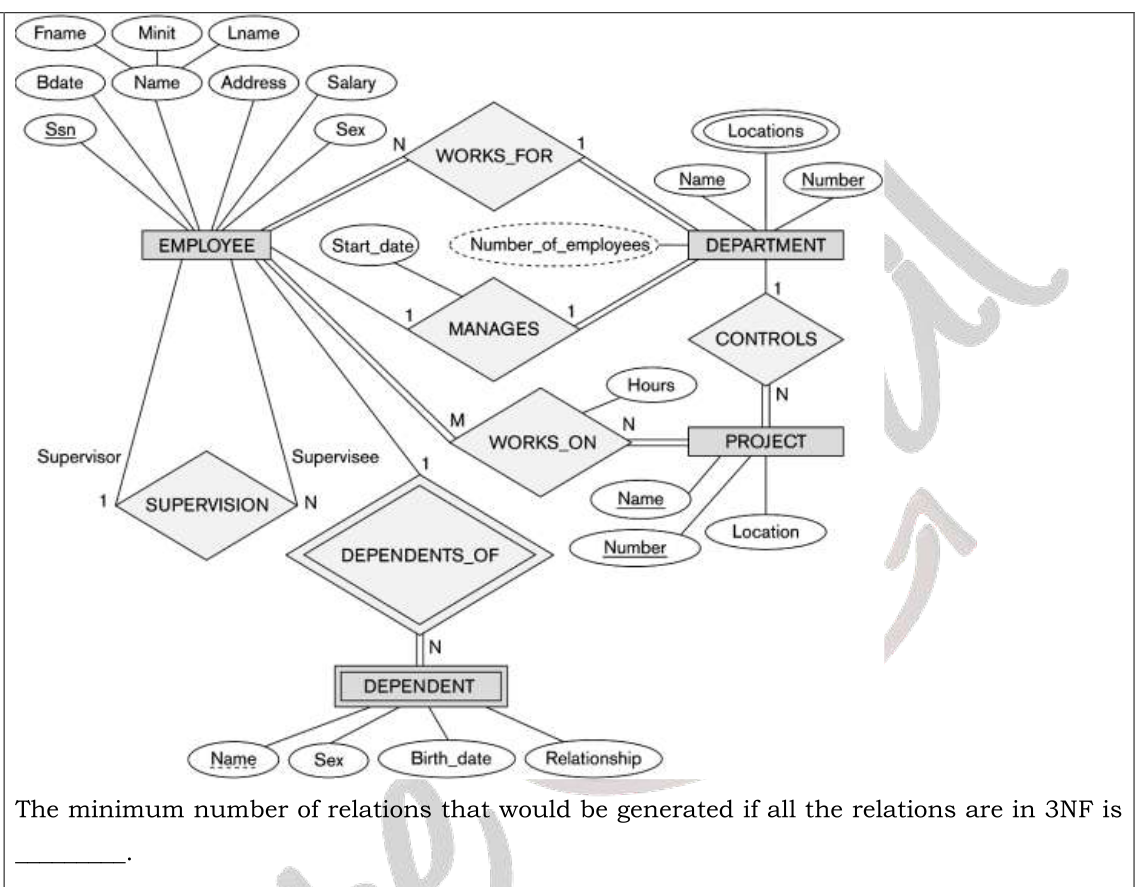 Fname Minit Lname
Bdate Name Address Salary
Ssn Sex
N WORKS_FOR 1
Locations
Name Number
EMPLOYEE Start_date Number_of_employees DEPARTMENT
1 MANAGES 1
1
CONTROLS
N
Hours
M WORKS_ON N PROJECT
Supervisor Supervisee 1
1 SUPERVISION N
Name
Number Location
DEPENDENTS_OF
N
DEPENDENT
Name Sex Birth_date Relationship
The minimum number of relations that would be generated if all the relations are in 3NF is
_________.